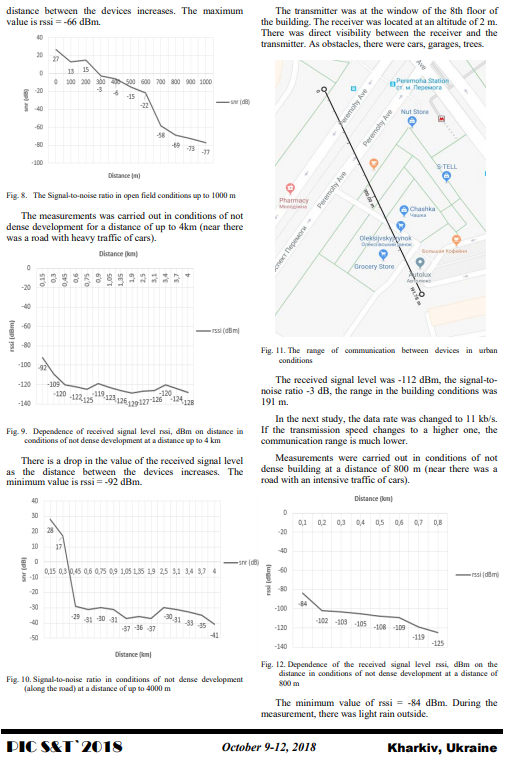 distance between the devices increases. The maximum
value is rssi = -66 dBm.
40
20
0
-20
-40
-60
-80
-100
snr (dB)
27
13
15
-3
-6
-15
-22
-58
-69
-73
-77
0 100 200 300 400 500 600 700 800 900 1000
snr (dB)
Distance (m)
Fig. 8. The Signal-to-noise ratio in open field conditions up to 1000 m
The measurements was carried out in conditions of not
dense development for a distance of up to 4km (near there
was a road with heavy traffic of cars).
Distance (km)
0,15 0,3 0,45 0,6 0,75 0,9 1,05 1,35 1,9 2,5 3,1 3,4 3,7 4
0
-20
-40
-60
-80
-100
-120
-140
rssi (dBm)
-92
-109
-120
-122
-125
-119
-123
-126
-129
-127
-126
-120
-124
-128
rssi (dBm)
Fig. 9. Dependence of received signal level rssi, dBm on distance in
conditions of not dense development at a distance up to 4 km
There is a drop in the value of the received signal level
as the distance between the devices increases. The
minimum value is rssi = -92 dBm.
40
30
20
10
0
-10
-20
-30
-40
-50
snr (dBp)
28
17
0,15 0,3 0,45 0,6 0,75 0,9 1,05 1,35 1,9 2,5 3,1 3,4 3,7 4
-29
-31
-30
-31
-37
-36
-37
-30
-31
-33
-35
-41
snr (dB)
Distance (km)
Fig. 10. Signal-to-noise ratio in conditions of not dense development
(along the road) at a distance of up to 4000 m
The transmitter was at the window of the 8th floor of
the building. The receiver was located at an altitude of 2 m.
There was direct visibility between the receiver and the
transmitter. As obstacles, there were cars, garages, trees.
Peremohy Ave
Peremohy Ave
Peremohy Ave
Peremoha Station
ст. м. Перемога
Nut Store
S-TELL
Pharmacy
Chashka
Чашка
Oleksijvskyrynok
Grocery Store
Autolux
Автолюкс
Fig. 11. The range of communication between devices in urban
conditions
The received signal level was -112 dBm, the signal-to-
noise ratio -3 dB, the range in the building conditions was
191 m.
In the next study, the data rate was changed to 11 kb/s.
If the transmission speed changes to a higher one, the
communication range is much lower.
Measurements were carried out in conditions of not
dense building at a distance of 800 m (near there was a
road with an intensive traffic of cars).
Distance (km)
0,1 0,2 0,3 0,4 0,5 0,6 0,7 0,8
0
-20
-40
-60
-80
-100
-120
-140
rssi (dBm)
-84
-102
-103
-105
-108
-109
-119
-125
rssi (dBm)
Fig. 12. Dependence of the received signal level rssi, dBm on the
distance in conditions of not dense development at a distance of
800 m
The minimum value of rssi = -84 dBm. During the
measurement, there was light rain outside.
PIC S&T`2018
October 9-12, 2018
Kharkiv, Ukraine